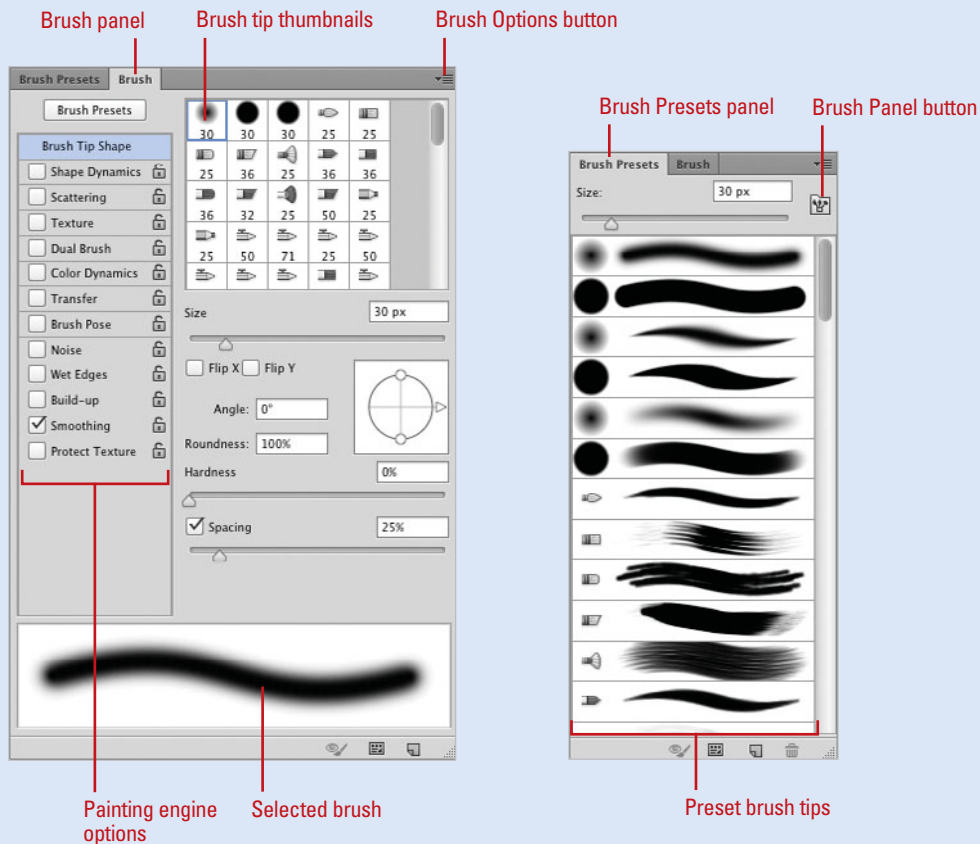 Brush panel
Brush tip thumbnails
Brush Options button
Brush Presets
Brush
Brush Presets
30 30 30 25 25
25 36 25 36 36
36 32 25 50 25
25 50 71 25 50
Brush Tip Shape
Shape Dynamics
Scattering
Texture
Dual Brush
Color Dynamics
Transfer
Brush Pose
Noise
Wet Edges
Build-up
Smoothing
Protect Texture
Size
30 px
Flip X
Flip Y
Angle: 0°
Roundness: 100%
Hardness
0%
Spacing
25%
Painting engine
options
Selected brush
Brush Presets panel
Brush Panel button
Brush Presets
Brush
Size:
30 px
Preset brush tips